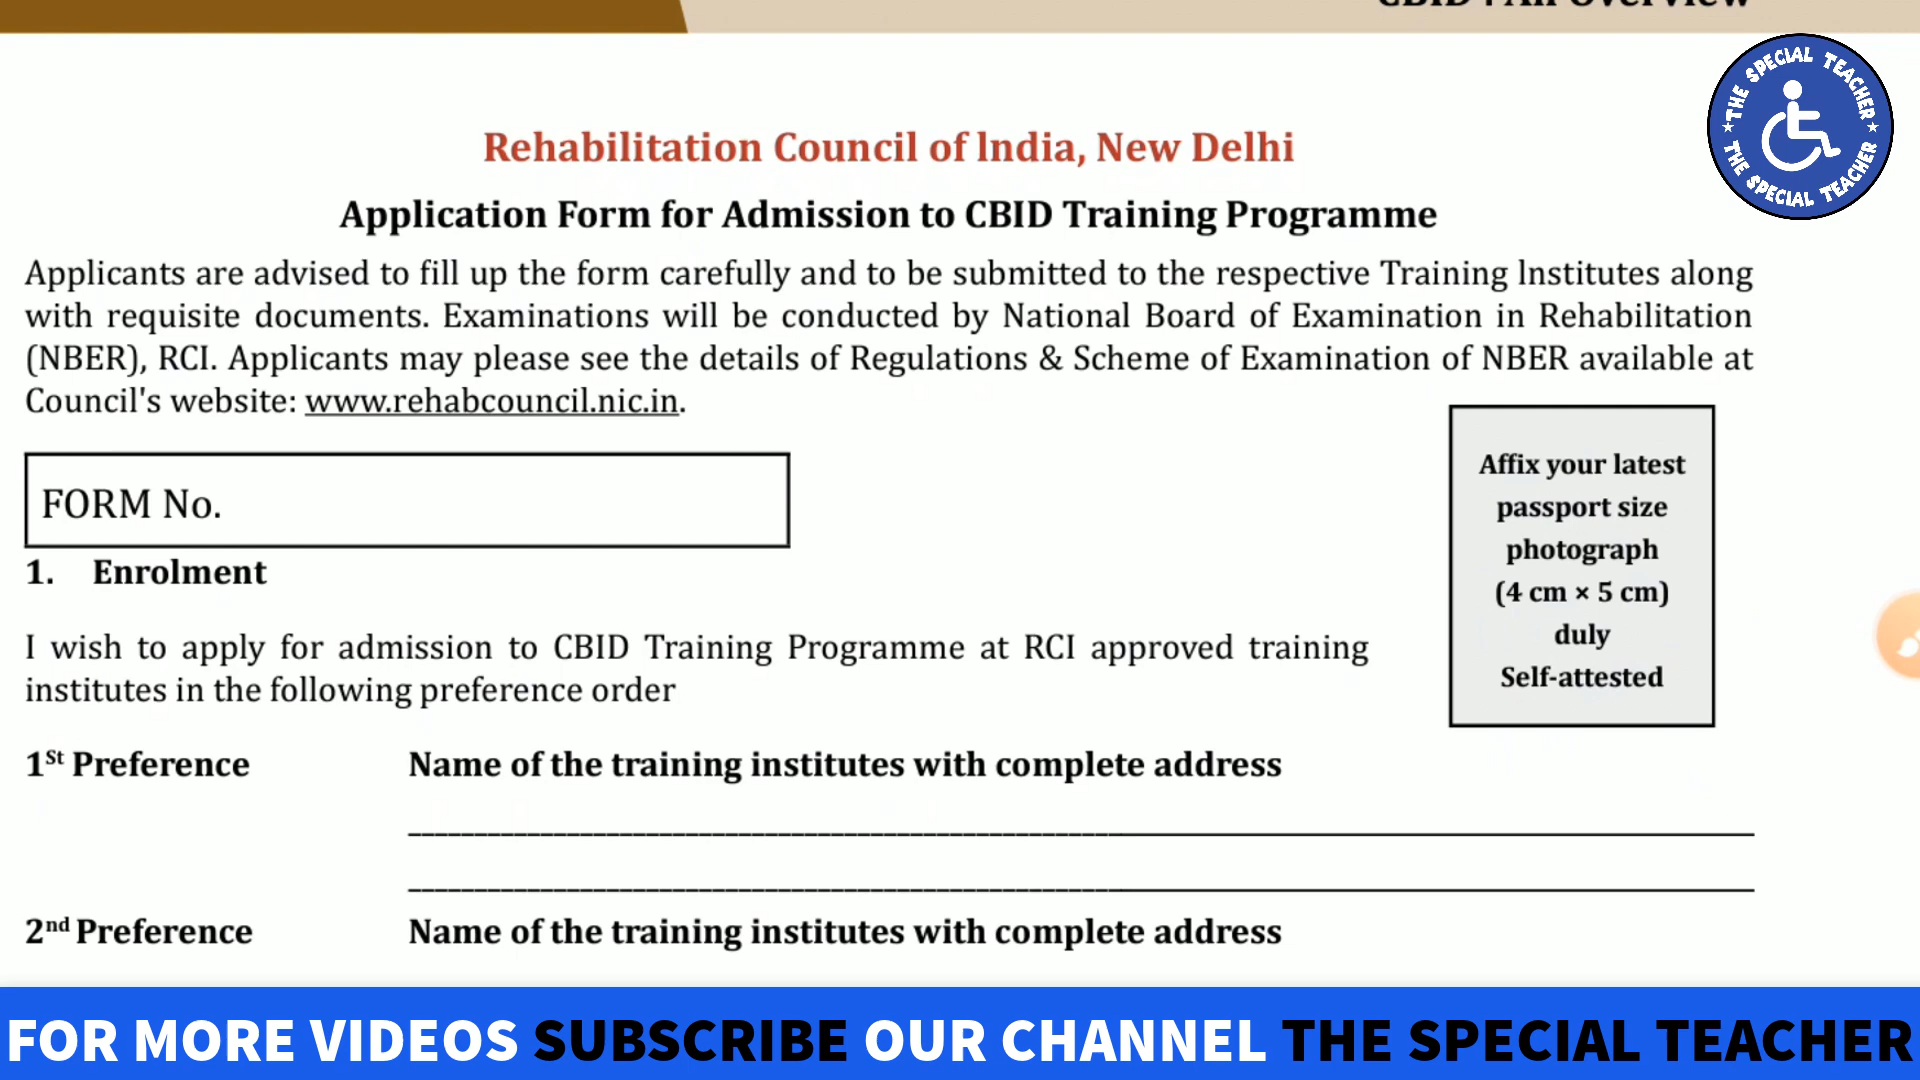 CBID : An Overview
THE SPECIAL TEACHER
THE SPECIAL TEACHER
Rehabilitation Council of India, New Delhi
Application Form for Admission to CBID Training Programme
Applicants are advised to fill up the form carefully and to be submitted to the respective Training Institutes along
with requisite documents. Examinations will be conducted by National Board of Examination in Rehabilitation
(NBER), RCI. Applicants may please see the details of Regulations & Scheme of Examination of NBER available at
Council's website: www.rehabcouncil.nic.in.
FORM No.
Affix your latest
passport size
photograph
(4 cm × 5 cm)
duly
Self-attested
1. Enrolment
I wish to apply for admission to CBID Training Programme at RCI approved training
institutes in the following preference order
1St Preference Name of the training institutes with complete address
2nd Preference Name of the training institutes with complete address
FOR MORE VIDEOS SUBSCRIBE OUR CHANNEL THE SPECIAL TEACHER